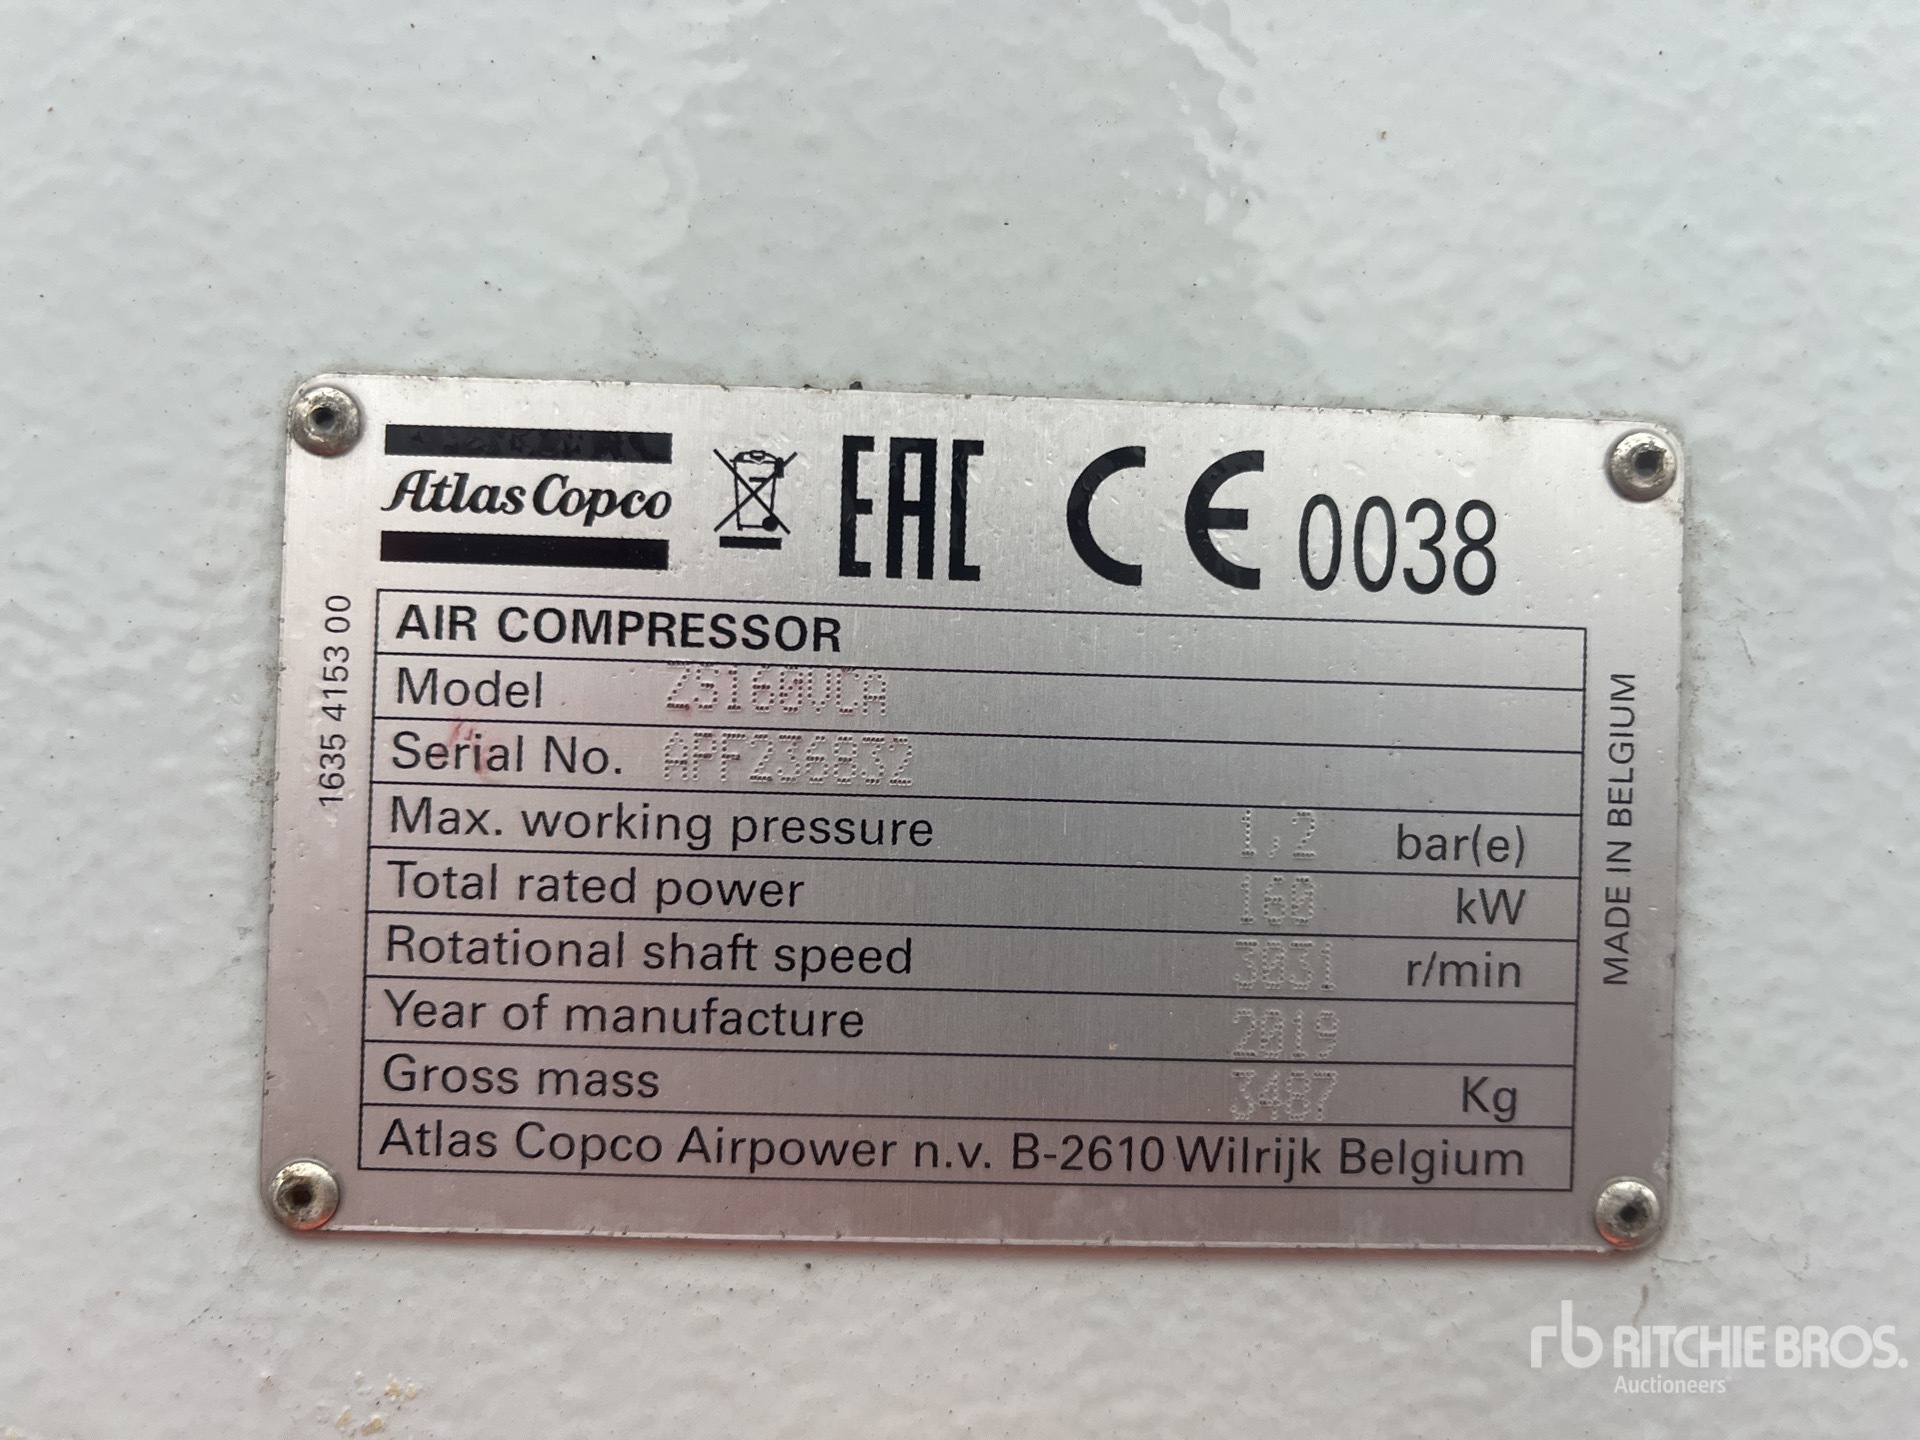 Atlas Copco EAC CE 0038
1635 4153 00
AIR COMPRESSOR
Model ZS160VCA
Serial No. APF236832
Max. working pressure 1,2 bar(e)
Total rated power 160 kW
Rotational shaft speed 3031 r/min
Year of manufacture 2019
Gross mass 3487 Kg
Atlas Copco Airpower n.v. B-2610 Wilrijk Belgium
MADE IN BELGIUM
rb RITCHIE BROS.
Auctioneers